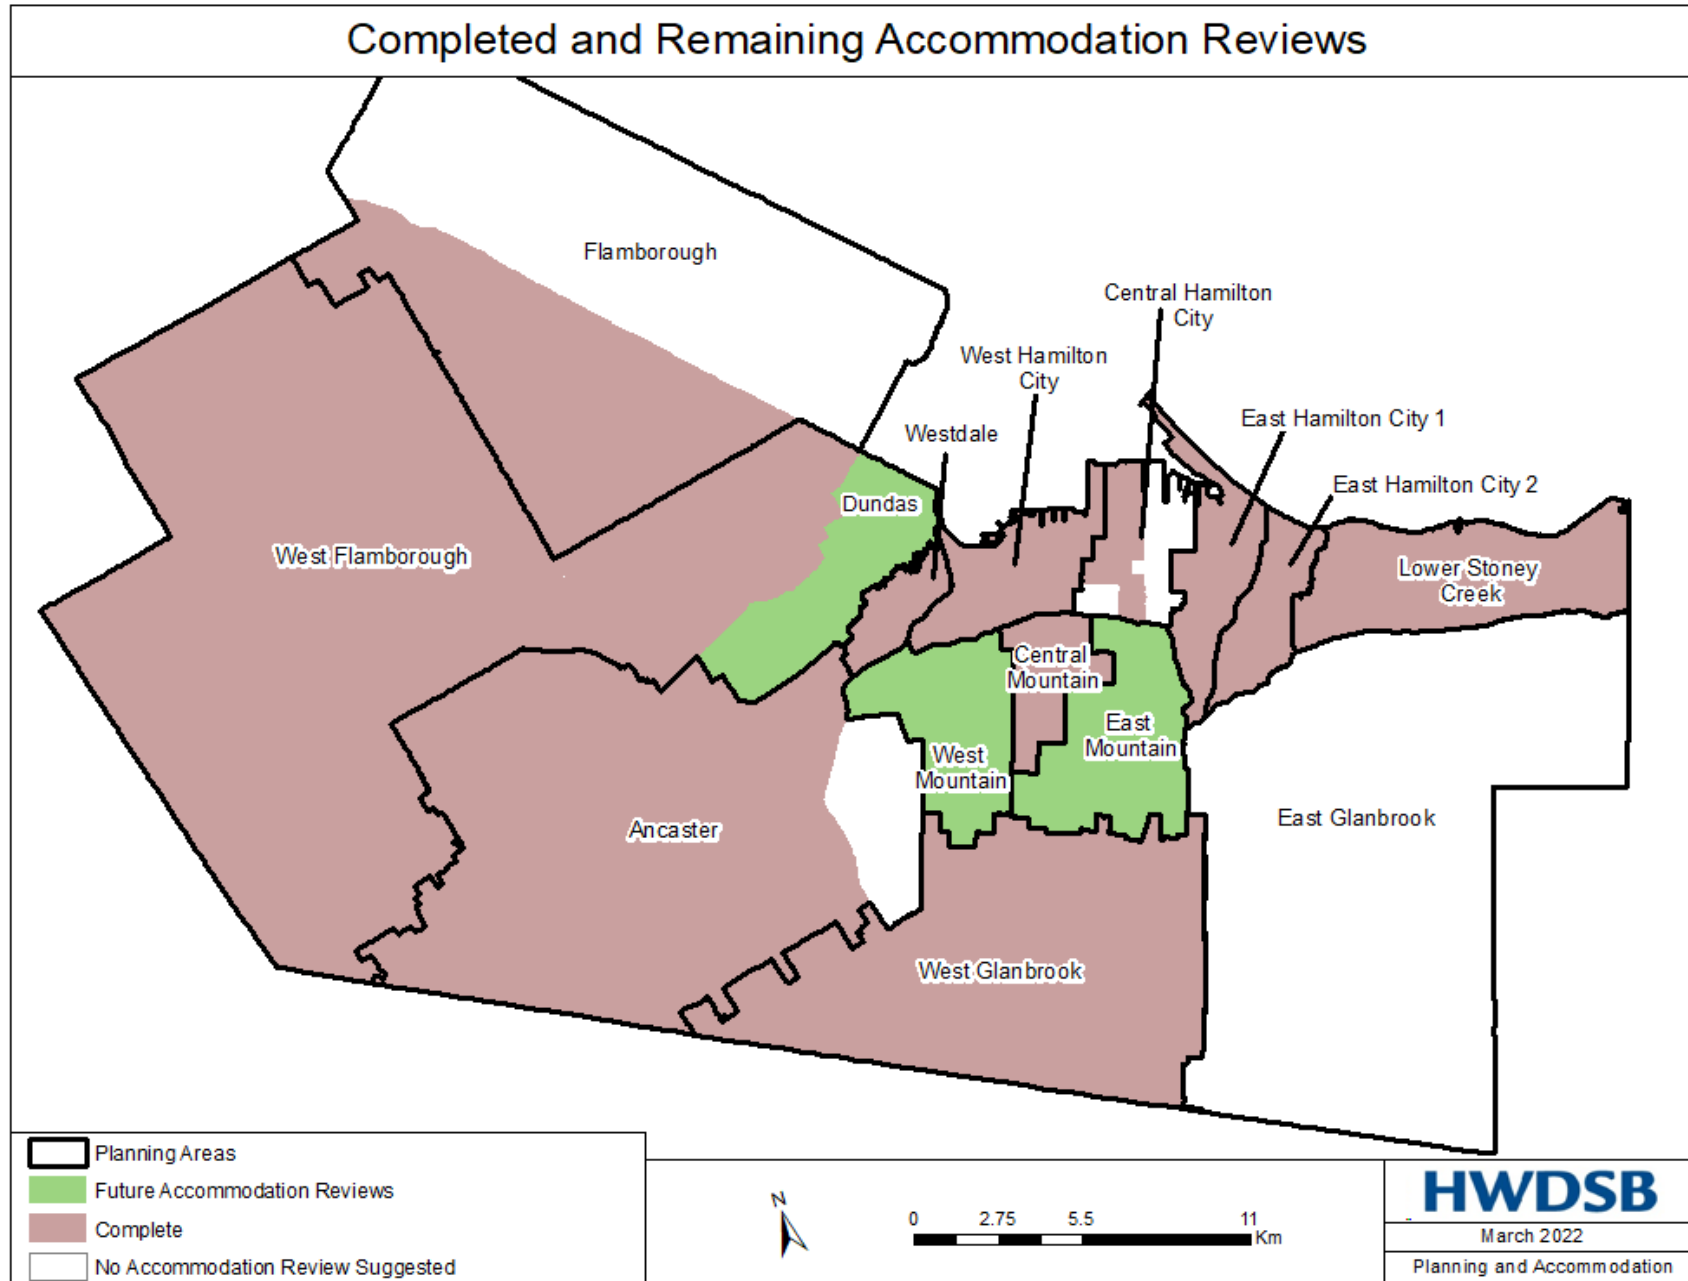 Completed and Remaining Accommodation Reviews
Flamborough
Central Hamilton
City
West Hamilton
City
East Hamilton City 1
Westdale
East Hamilton City 2
Dundas
West Flamborough
Lower Stoney
Creek
Central
Mountain
East
Mountain
West
Mountain
Ancaster
East Glanbrook
West Glanbrook
Planning Areas
Future Accommodation Reviews
Complete
No Accommodation Review Suggested
N
0 2.75 5.5 11
Km
HWDSB
March 2022
Planning and Accommodation